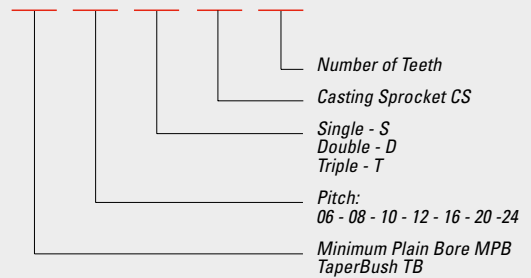 Number of Teeth
Casting Sprocket CS
Single - S
Double - D
Triple - T
Pitch:
06 - 08 - 10 - 12 - 16 - 20 -24
Minimum Plain Bore MPB
TaperBush TB